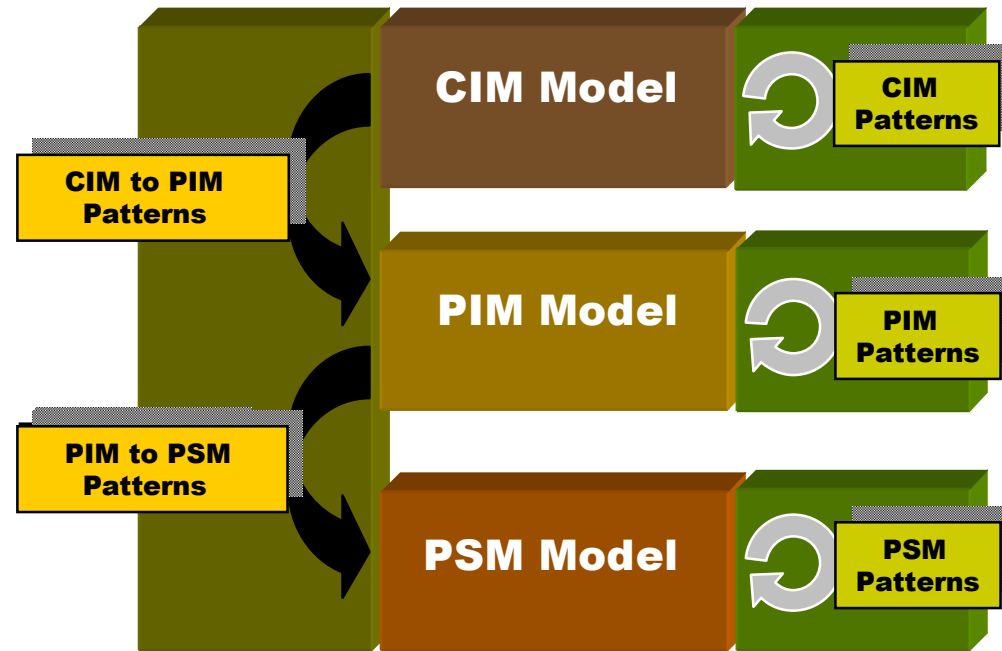 CIM Model
CIM
Patterns
CIM to PIM
Patterns
PIM Model
PIM
Patterns
PIM to PSM
Patterns
PSM Model
PSM
Patterns